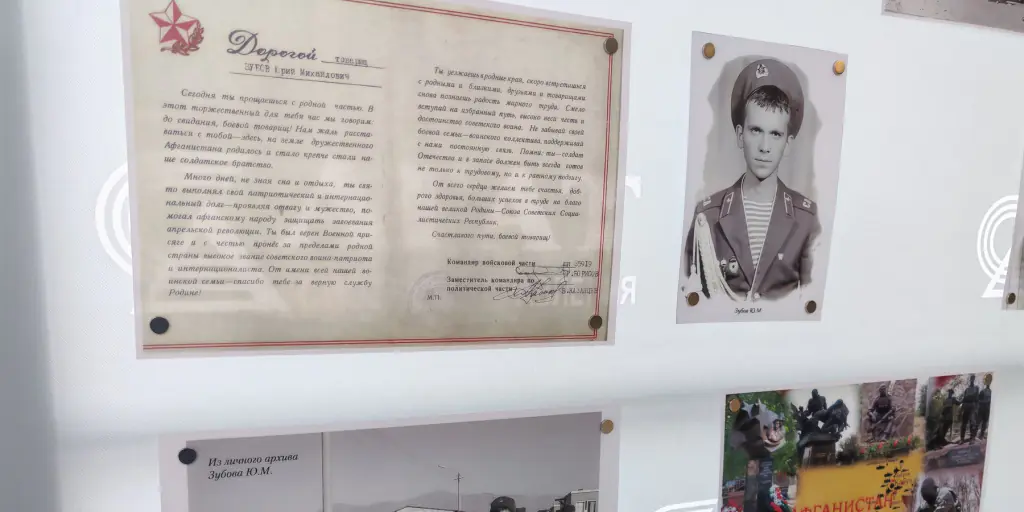 Дорогой товарищ
ЗУБОВ Юрий Михайлович
Сегодня ты прощаешься с родной частью. В
этот торжественный для тебя час мы говорим:
до свидания, боевой товарищ! Нам жаль расста-
ваться с тобой—здесь, на земле дружественного
Афганистана родилось и стало крепче стали на-
ше солдатское братство.
Много дней, не зная сна и отдыха, ты свя-
то выполнял свой патриотический и интернацио-
нальный долг—проявлял отвагу и мужество, по-
могал афганскому народу защищать завоевания
апрельской революции. Ты был верен Военной при-
сяге и с честью пронёс за пределами родной
страны высокое звание советского воина-патриота
и интернационалиста. От имени всей нашей во-
инской семьи—спасибо тебе за верную службу
Родине!
Ты уезжаешь в родные края, скоро встретишься
с родными и близкими, друзьями и товарищами
снова познаешь радость жаркого труда. Смело
вступай на избранный путь, высоко неси честь и
достоинство советского воина. Не забывай своей
боевой семьи—воинского коллектива, поддерживай
с нами постоянную связь. Помни: ты—солдат
Отечества и в запасе должен быть всегда готов
не только к трудовому, но и к ратному подвигу.
От всего сердца желаем тебе счастья, доб-
рого здоровья, больших успехов в труде на благо
нашей великой Родины—Союза Советских Социа-
листических Республик.
Счастливого пути, боевой товарищ!
Командир войсковой части
Заместитель командира по
политической части
М.П.
Зубов Ю.М
Из личного архива
Зубова Ю.М.
АФГАНИСТАН